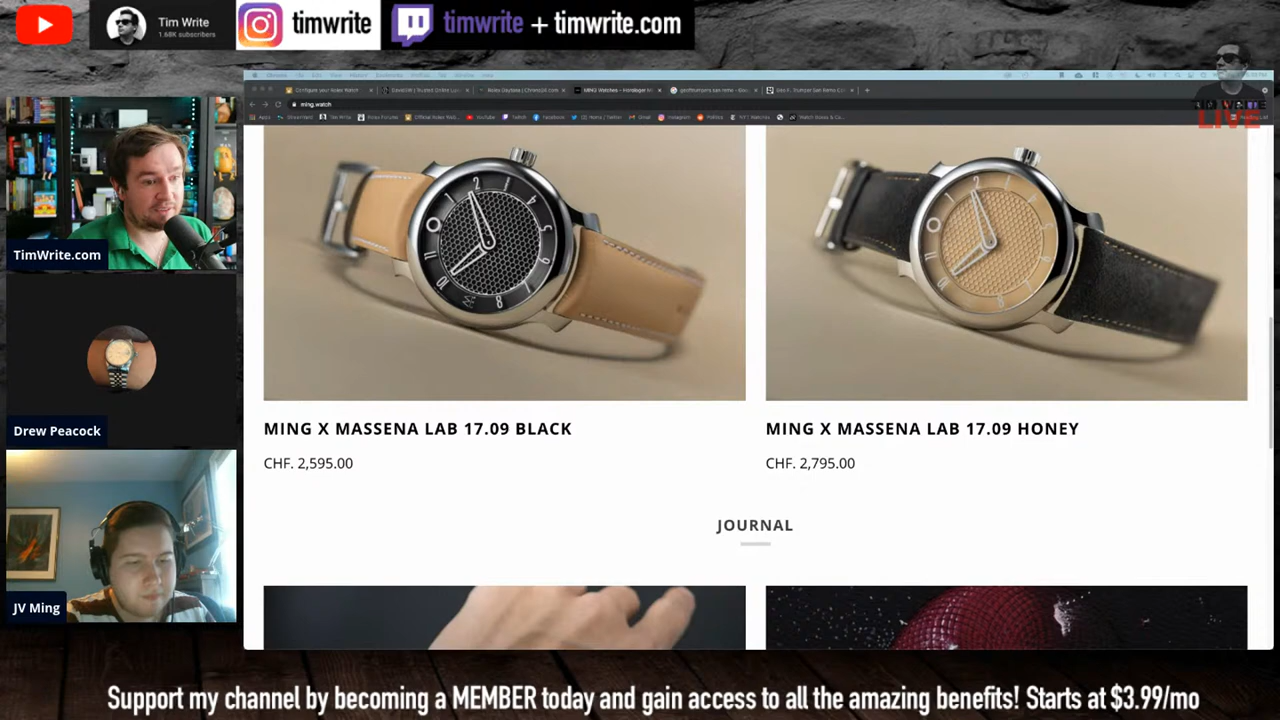 Tim Write
1.68K subscribers
timwrite
timwrite + timwrite.com
LIVE
ming.watch
TimWrite.com
Drew Peacock
JV Ming
MING X MASSENA LAB 17.09 BLACK
CHF. 2,595.00
MING X MASSENA LAB 17.09 HONEY
CHF. 2,795.00
JOURNAL
Support my channel by becoming a MEMBER today and gain access to all the amazing benefits! Starts at $3.99/mo